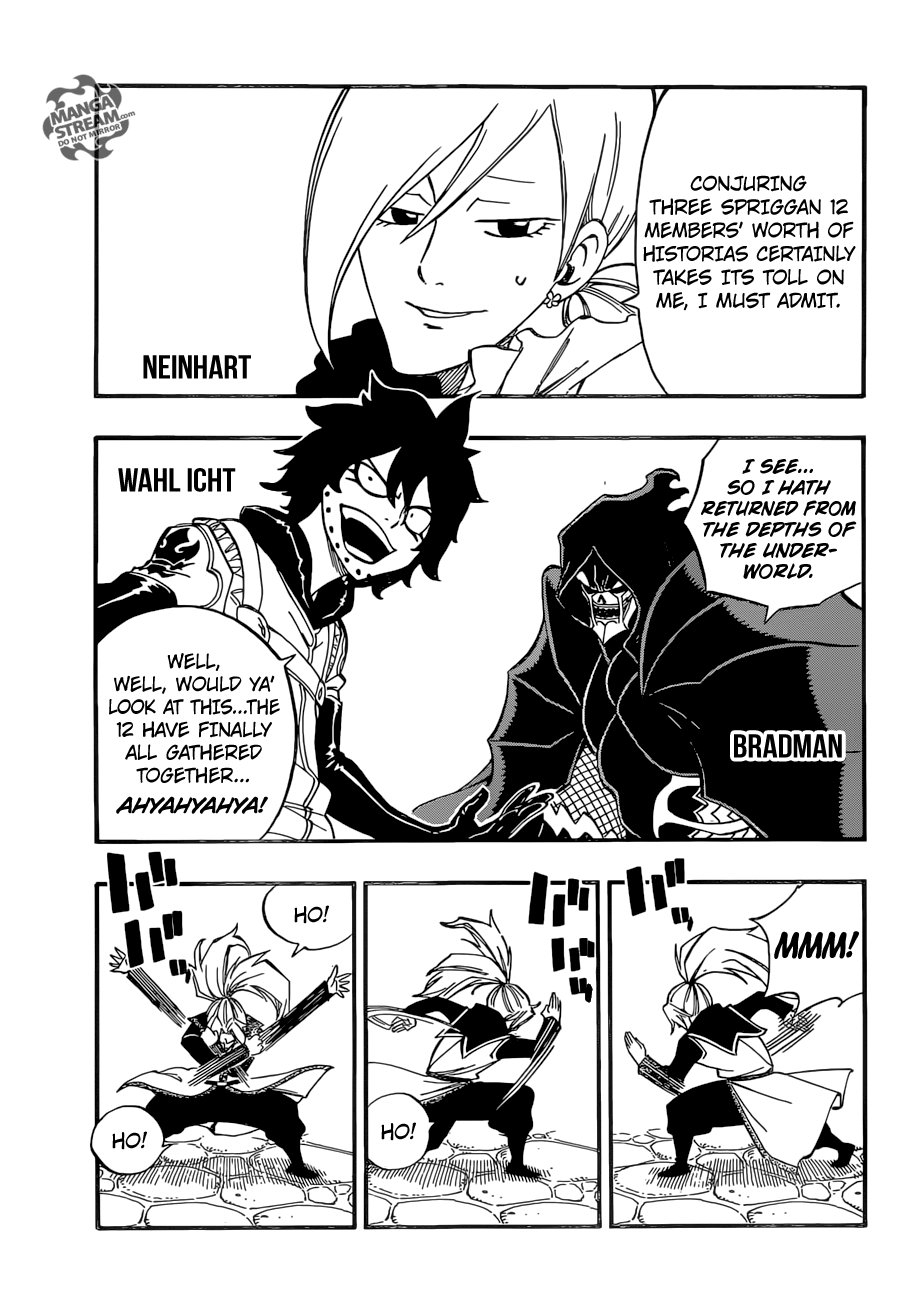 MANGA
STREAM.com
DO NOT MIRROR
CONJURING
THREE SPRIGGAN 12
MEMBERS' WORTH OF
HISTORIAS CERTAINLY
TAKES ITS TOLL ON
ME, I MUST ADMIT.
NEINHART
WAHL ICHT
I SEE...
SO I HATH
RETURNED FROM
THE DEPTHS OF
THE UNDER-
WORLD.
WELL,
WELL, WOULD YA'
LOOK AT THIS...THE
12 HAVE FINALLY
ALL GATHERED
TOGETHER...
AHYAHYAHYA!
BRADMAN
HO!
HO!
HO!
MMM!